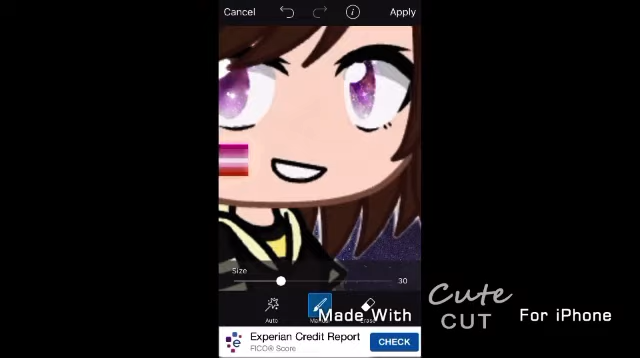 Cancel
Apply
Size
30
Auto
Made With
Cute
CUT
For iPhone
Experian Credit Report
FICO® Score
CHECK